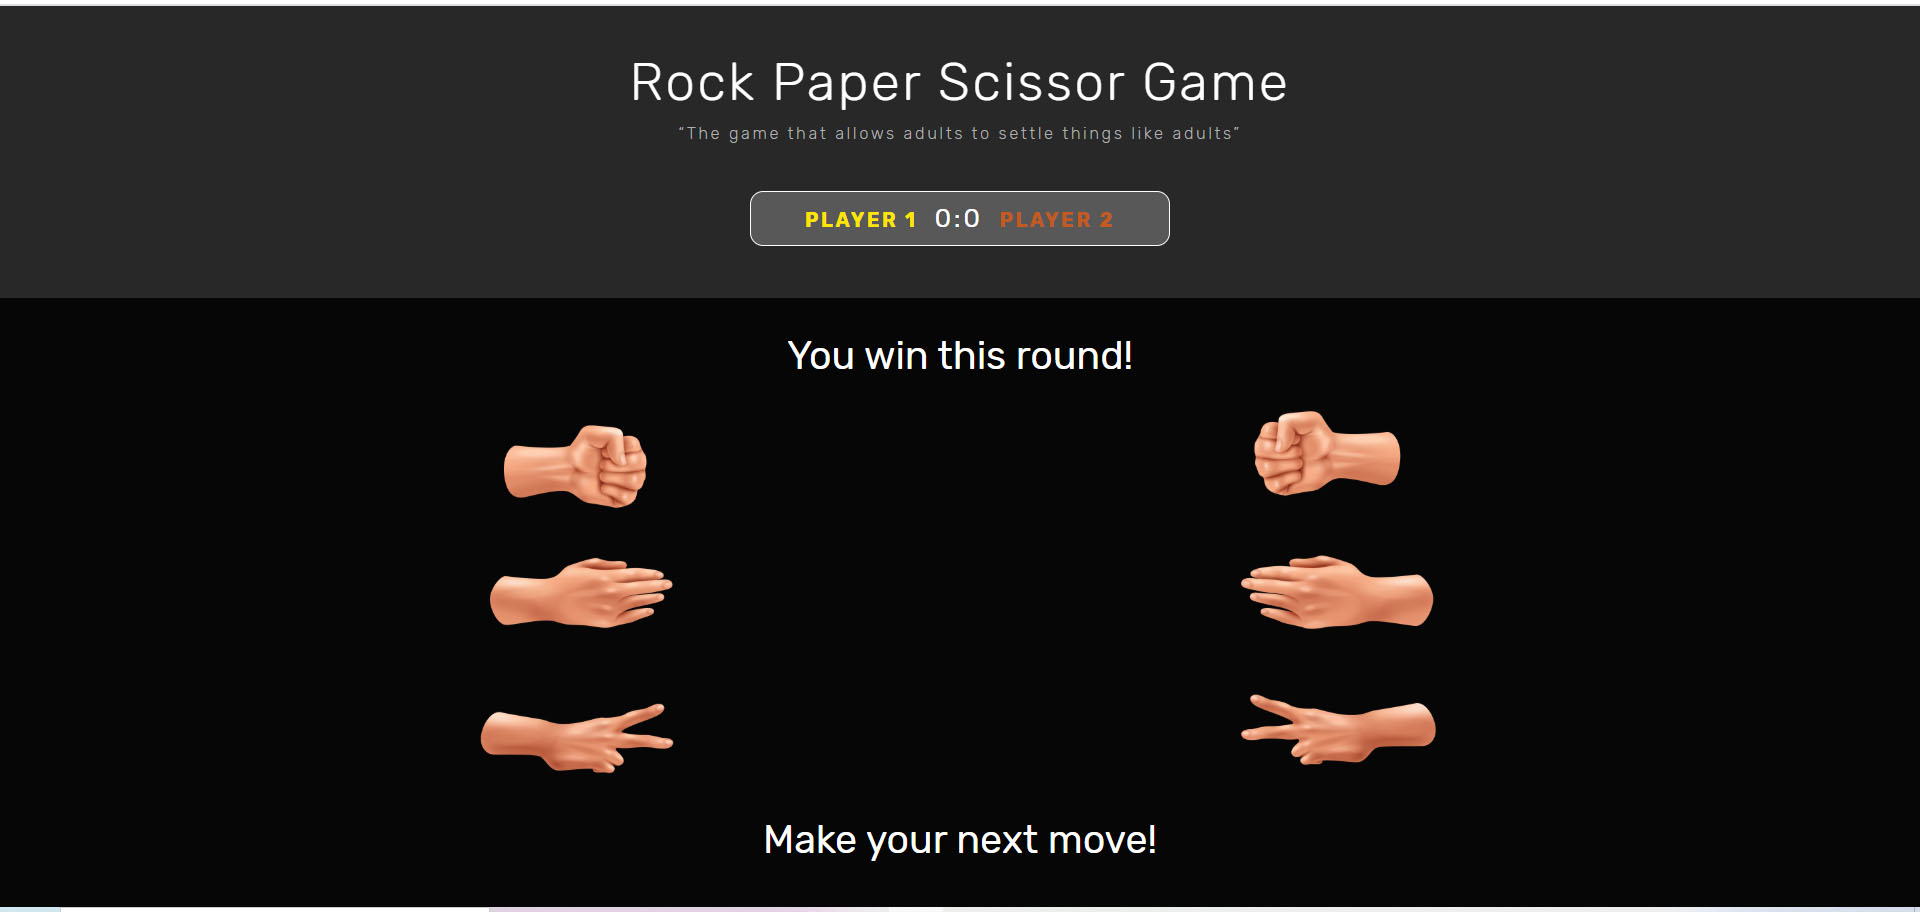 Rock Paper Scissor Game
“The game that allows adults to settle things like adults”
PLAYER 1 0:0 PLAYER 2
You win this round!
Make your next move!